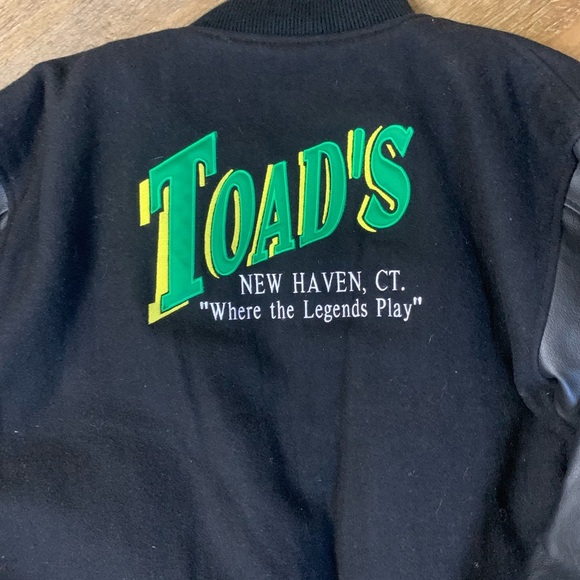 TOAD'S
NEW HAVEN, CT.
"Where the Legends Play"